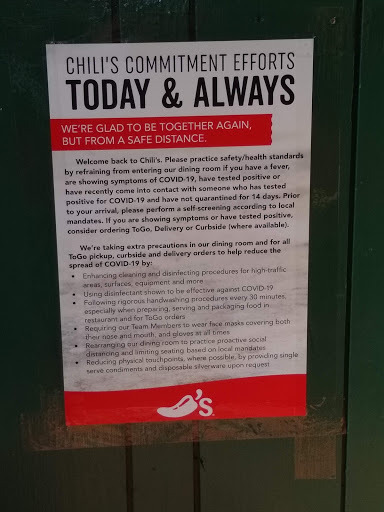 CHILI'S COMMITMENT EFFORTS
TODAY & ALWAYS
WE'RE GLAD TO BE TOGETHER AGAIN,
BUT FROM A SAFE DISTANCE.
Welcome back to Chili's. Please practice safety/health standards
by refraining from entering our dining room if you have a fever,
are showing symptoms of COVID-19, have tested positive or
have recently come into contact with someone who has tested
positive for COVID-19 and have not quarantined for 14 days. Prior
to your arrival, please perform a self-screening according to local
mandates. If you are showing symptoms or have tested positive,
consider ordering ToGo, Delivery or Curbside (where available).
We're taking extra precautions in our dining room and for all
ToGo pickup, curbside and delivery orders to help reduce the
spread of COVID-19 by:
• Enhancing cleaning and disinfecting procedures for high-traffic
areas, surfaces, equipment and more
• Using disinfectant shown to be effective against COVID-19
• Following rigorous handwashing procedures every 30 minutes,
especially when preparing, serving and packaging food in
restaurant and for ToGo orders
• Requiring our Team Members to wear face masks covering both
their nose and mouth, and gloves at all times
• Rearranging our dining room to practice proactive social
distancing and limiting seating based on local mandates
• Reducing physical touchpoints, where possible, by providing single
serve condiments and disposable silverware upon request
's